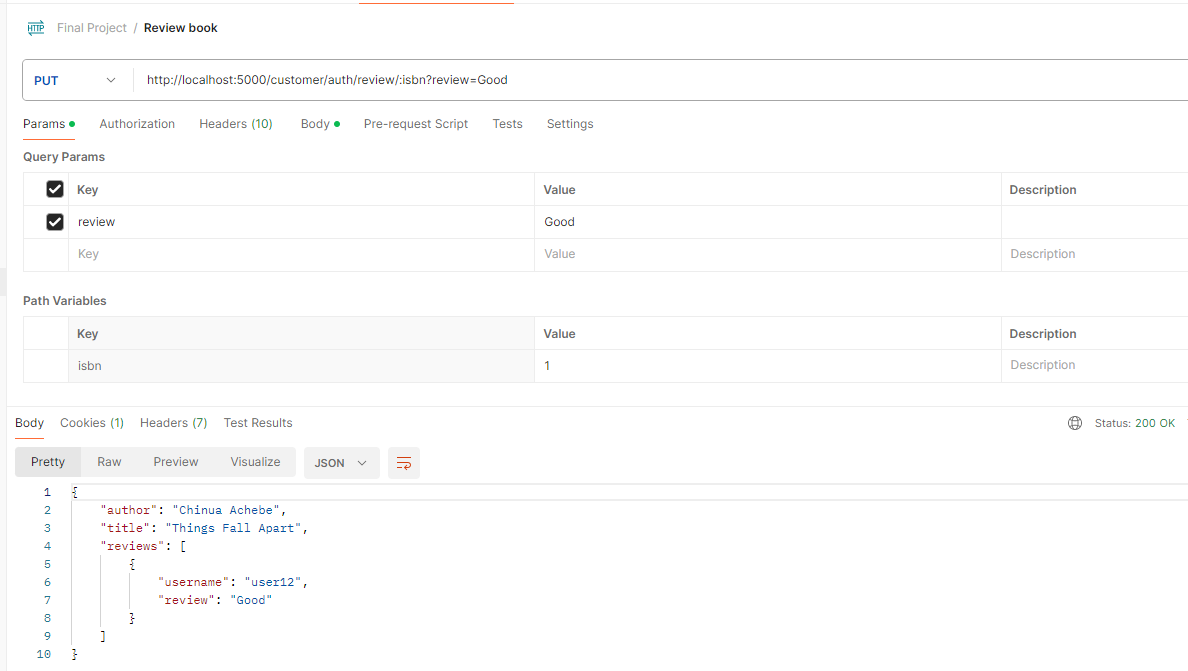 HTTP Final Project / Review book
PUT http://localhost:5000/customer/auth/review/:isbn?review=Good
Params Authorization Headers (10) Body Pre-request Script Tests Settings
Query Params
Key Value Description
review Good
Key Value Description
Path Variables
Key Value Description
isbn 1 Description
Body Cookies (1) Headers (7) Test Results Status: 200 OK
Pretty Raw Preview Visualize JSON
1 {
2 "author": "Chinua Achebe",
3 "title": "Things Fall Apart",
4 "reviews": [
5 {
6 "username": "user12",
7 "review": "Good"
8 }
9 ]
10 }